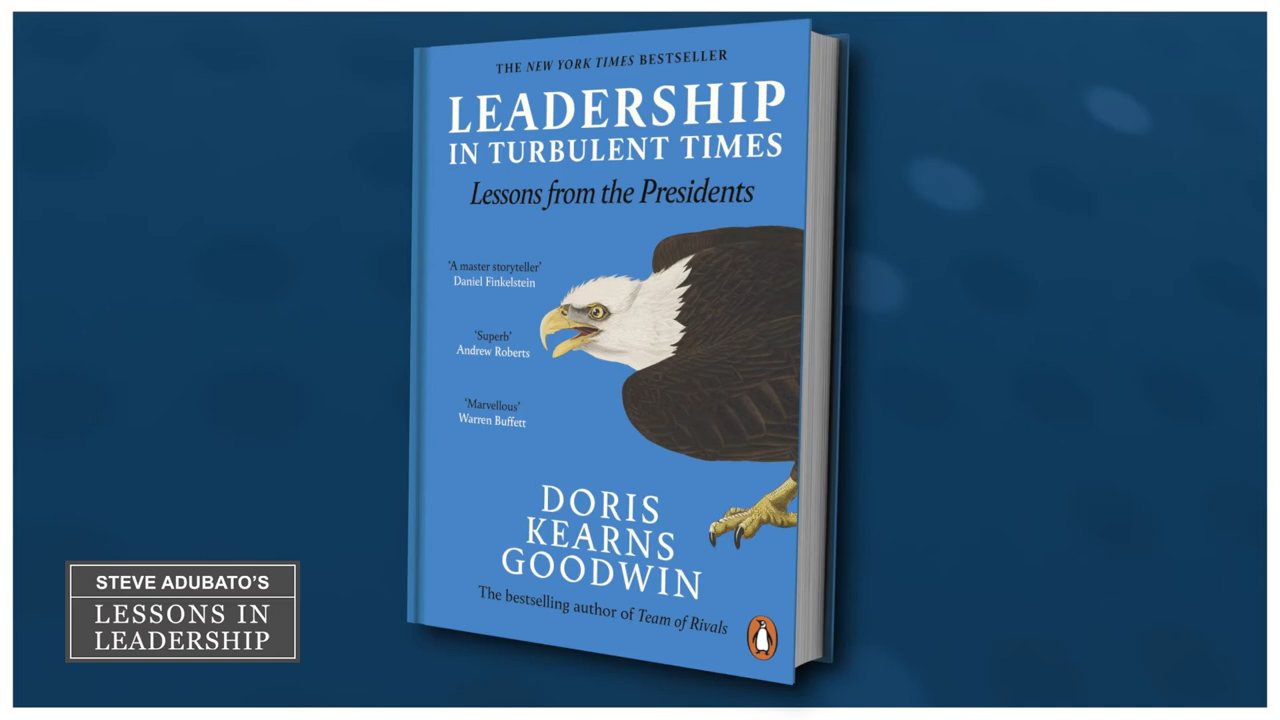 THE NEW YORK TIMES BESTSELLER
LEADERSHIP
IN TURBULENT TIMES
Lessons from the Presidents
'A master storyteller'
Daniel Finkelstein
'Superb'
Andrew Roberts
'Marvellous'
Warren Buffett
DORIS
KEARNS
GOODWIN
The bestselling author of Team of Rivals
STEVE ADUBATO'S
LESSONS IN
LEADERSHIP